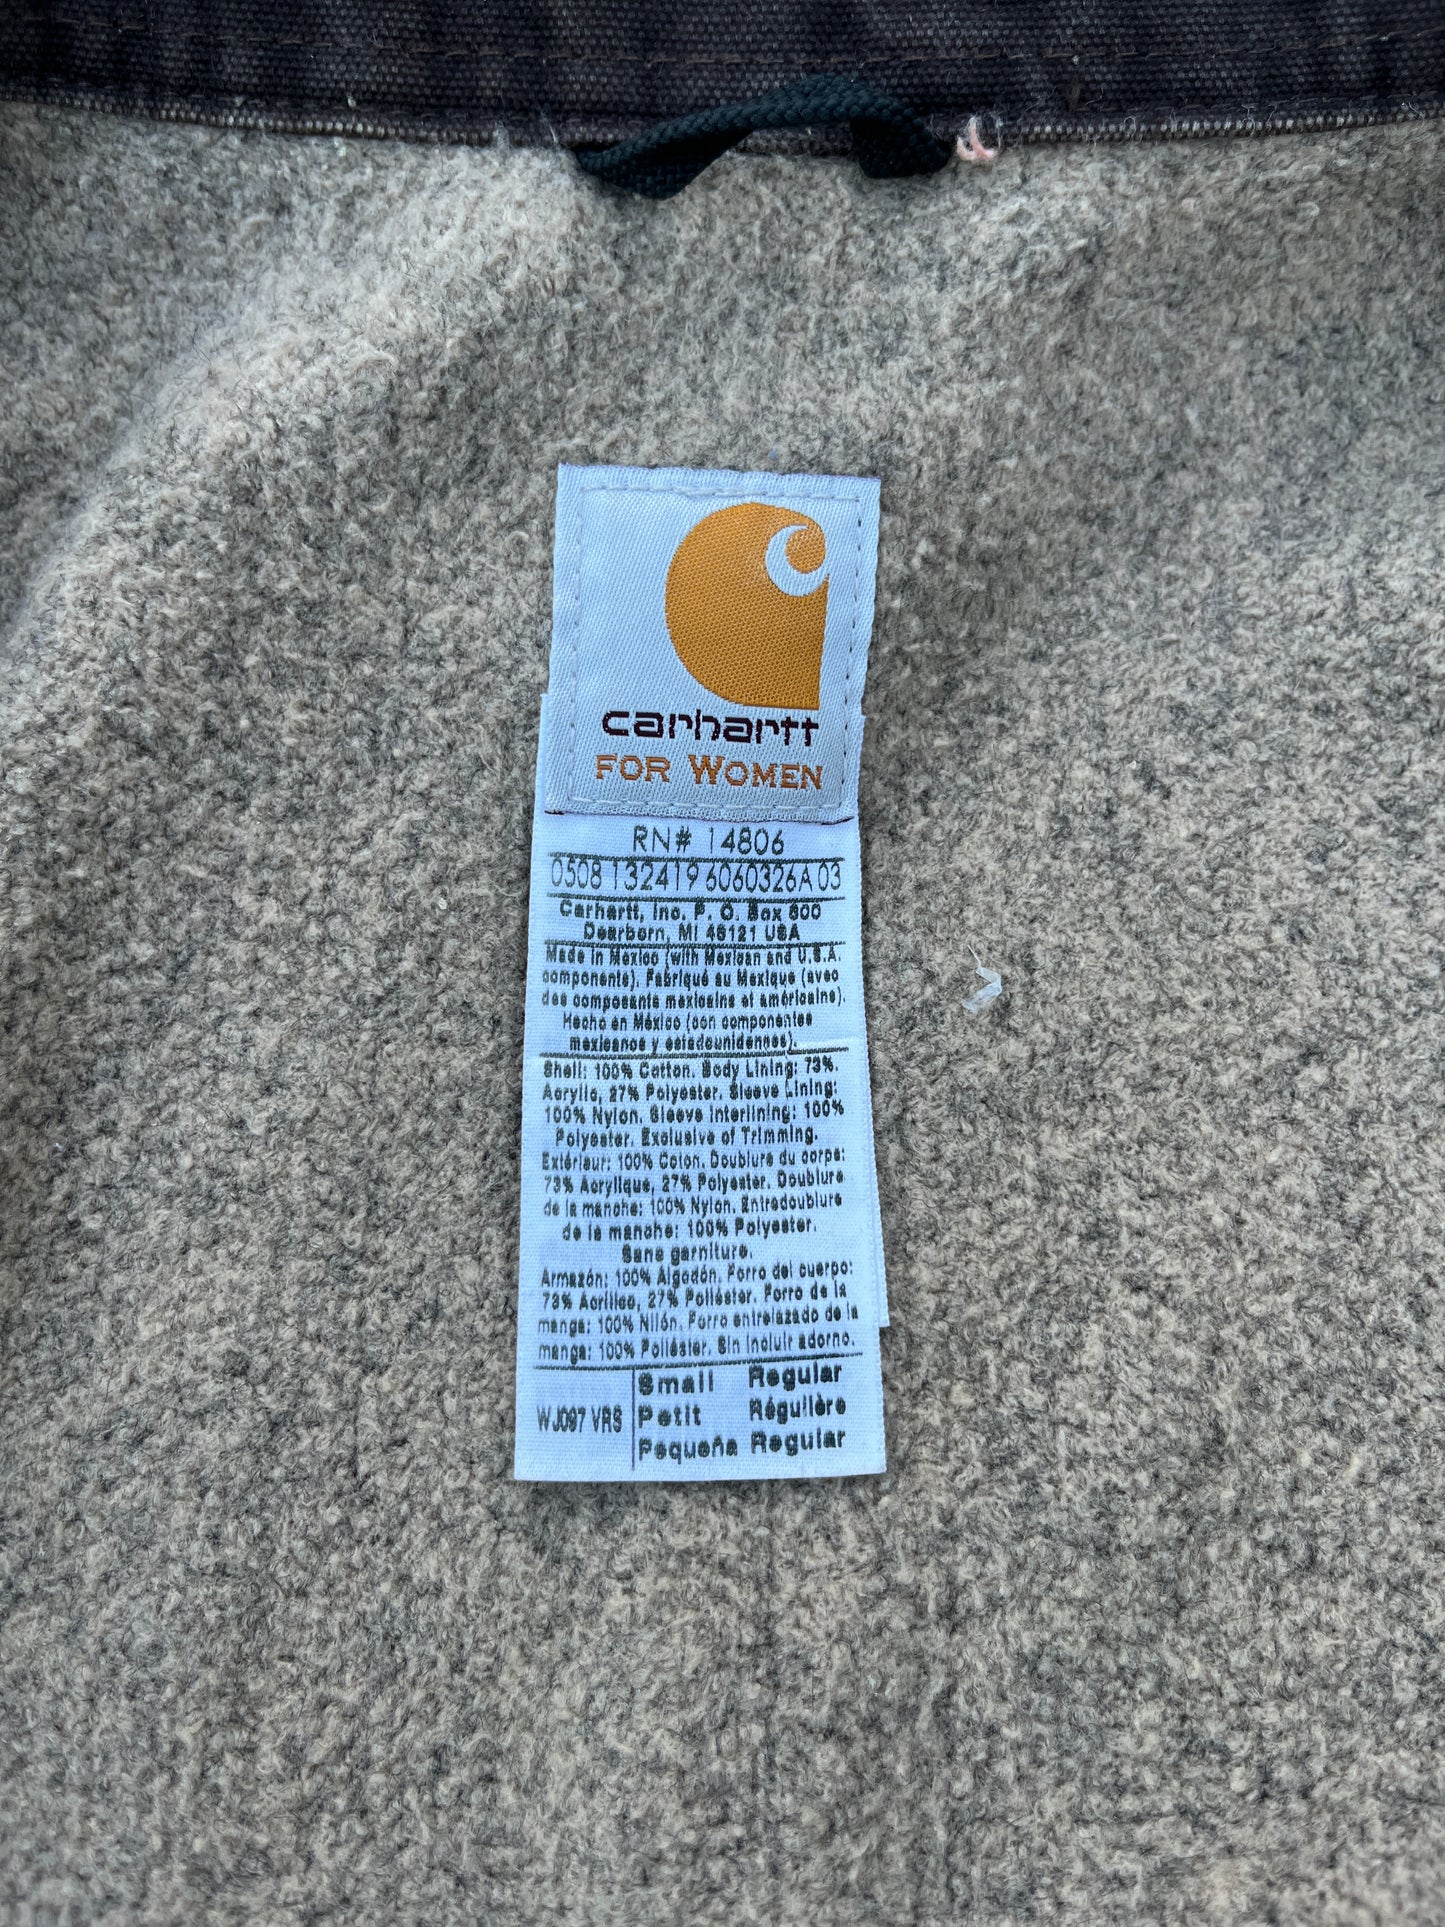 carhartt
FOR WOMEN
RN# 14806
0508 132419 6060326A 03
Carhartt, Inc. P. O. Box 600
Dearborn, MI 48121 USA
Made in Mexico (with Mexican and U.S.A.
components). Fabriqué au Mexique (avec
des composants mexicains et américains).
Hecho en México (con componentes
mexicanos y estadounidenses).
Shell: 100% Cotton. Body Lining: 73%
Acrylic, 27% Polyester. Sleeve Lining:
100% Nylon. Sleeve Interlining: 100%
Polyester. Exclusive of Trimming.
Extérieur: 100% Coton. Doublure du corps:
73% Acrylique, 27% Polyester. Doublure
de la manche: 100% Nylon. Entredoublure
de la manche: 100% Polyester.
Sans garniture.
Armazón: 100% Algodón. Forro del cuerpo:
73% Acrílico, 27% Poliéster. Forro de la
manga: 100% Nilón. Forro entrelazado de la
manga: 100% Poliéster. Sin incluir adorno.
WJ097 VRS
Small Regular
Petit Régulière
Pequeña Regular